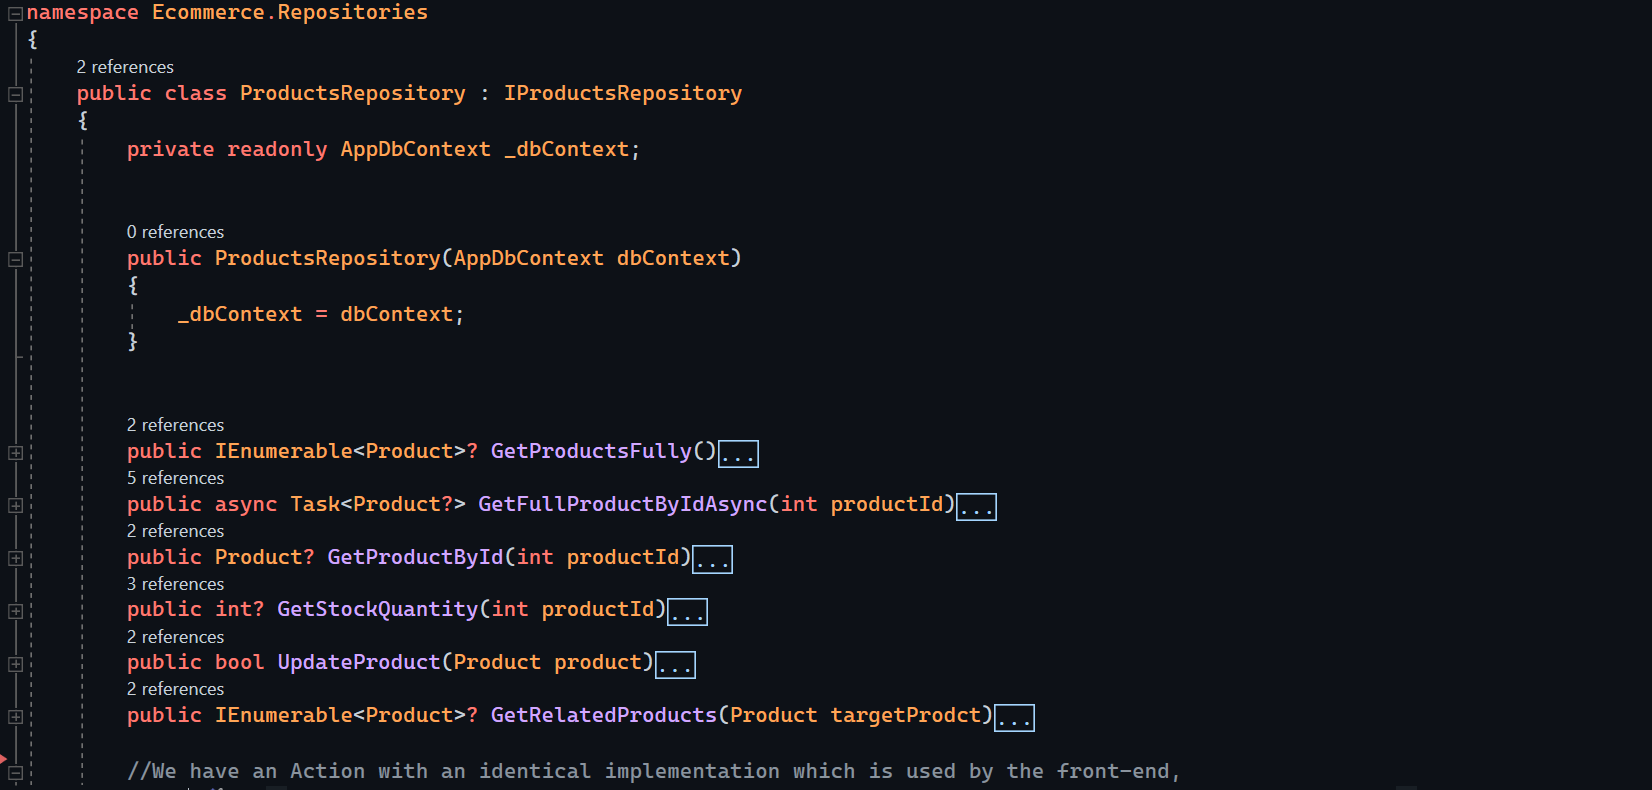 namespace Ecommerce.Repositories
{
2 references
public class ProductsRepository : IProductsRepository
{
private readonly AppDbContext _dbContext;
0 references
public ProductsRepository(AppDbContext dbContext)
{
_dbContext = dbContext;
}
2 references
public IEnumerable<Product>? GetProductsFully()...
5 references
public async Task<Product?> GetFullProductByIdAsync(int productId)...
2 references
public Product? GetProductById(int productId)...
3 references
public int? GetStockQuantity(int productId)...
2 references
public bool UpdateProduct(Product product)...
2 references
public IEnumerable<Product>? GetRelatedProducts(Product targetProdct)...
//We have an Action with an identical implementation which is used by the front-end,